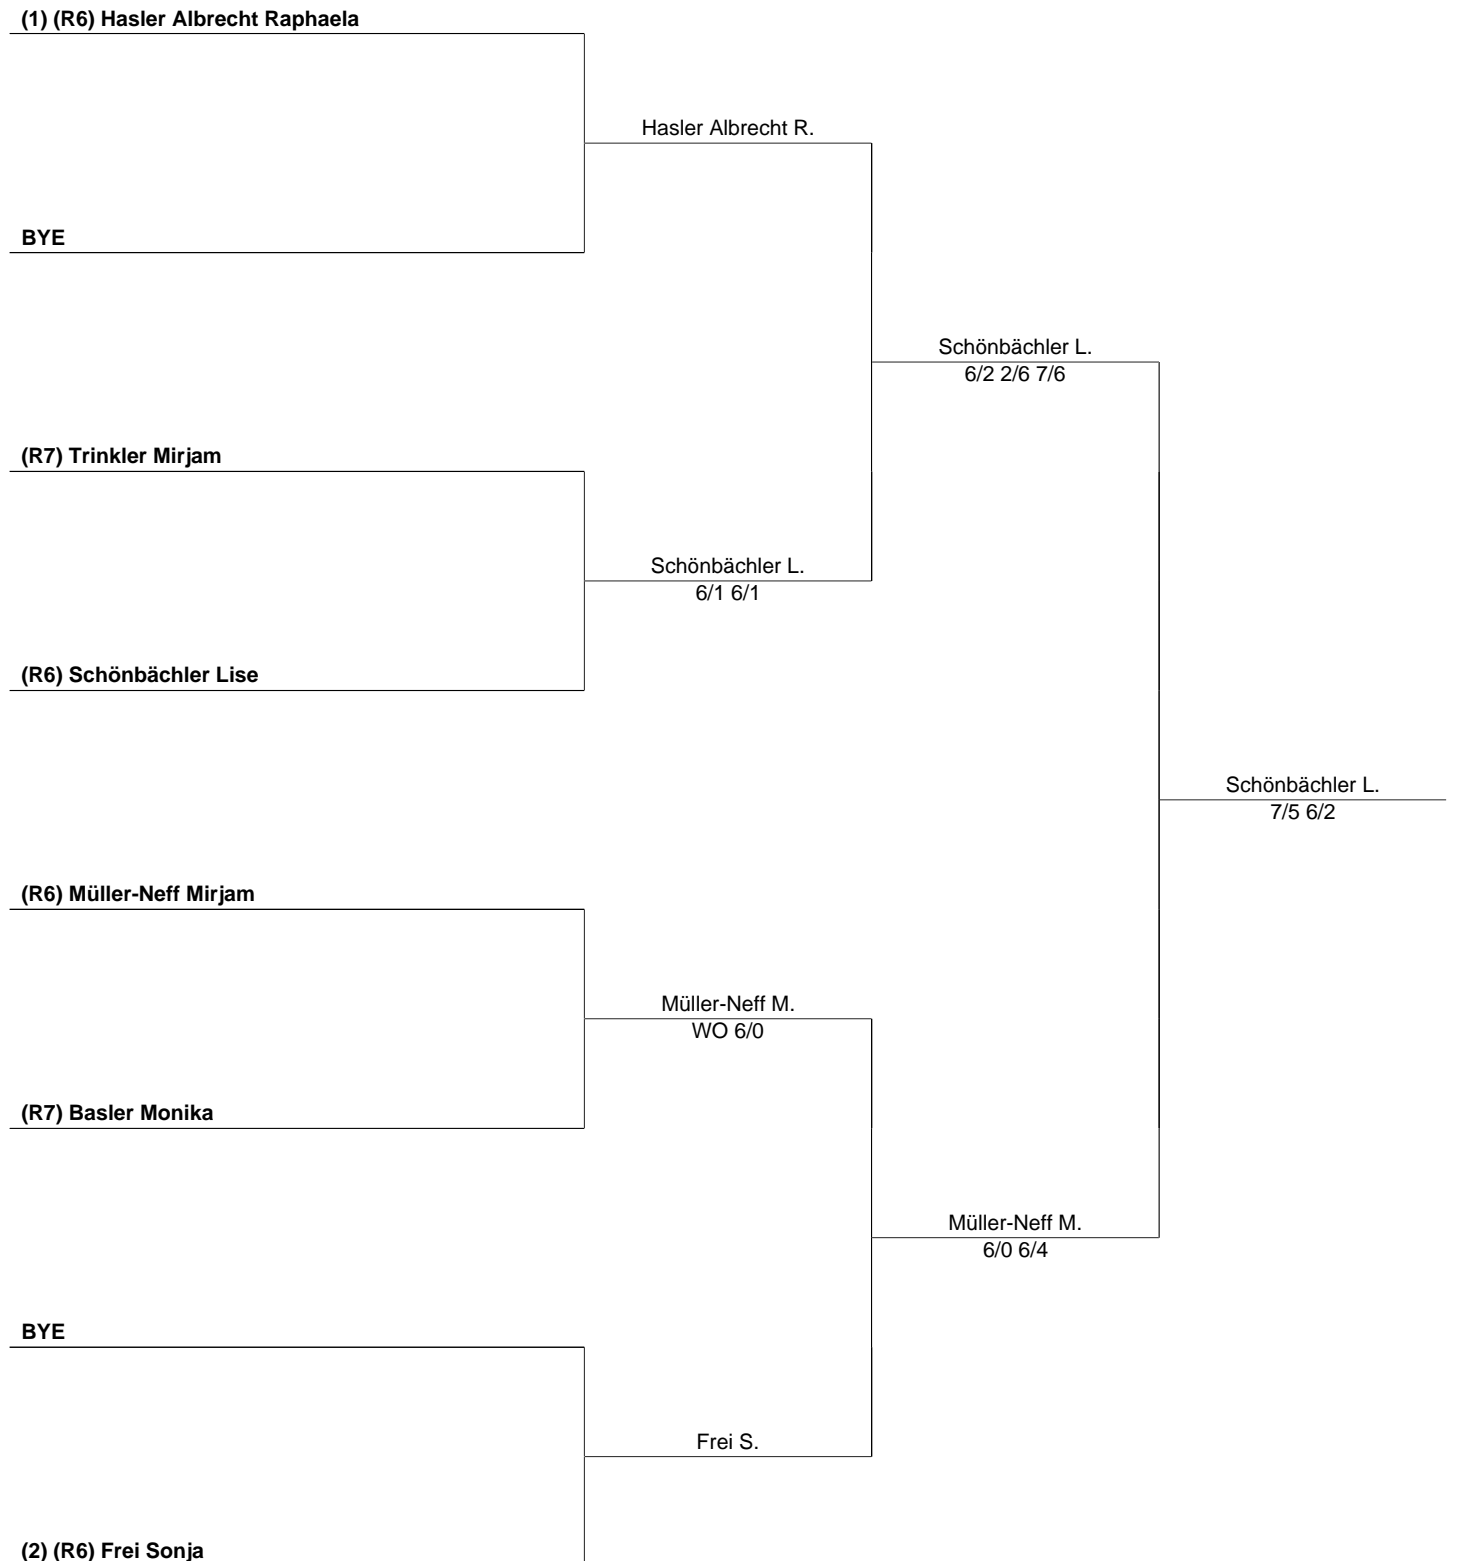 (1) (R6) Hasler Albrecht Raphaela
Hasler Albrecht R.
BYE
Schönbächler L.
6/2 2/6 7/6
(R7) Trinkler Mirjam
Schönbächler L.
6/1 6/1
(R6) Schönbächler Lise
Schönbächler L.
7/5 6/2
(R6) Müller-Neff Mirjam
Müller-Neff M.
WO 6/0
(R7) Basler Monika
Müller-Neff M.
6/0 6/4
BYE
Frei S.
(2) (R6) Frei Sonja